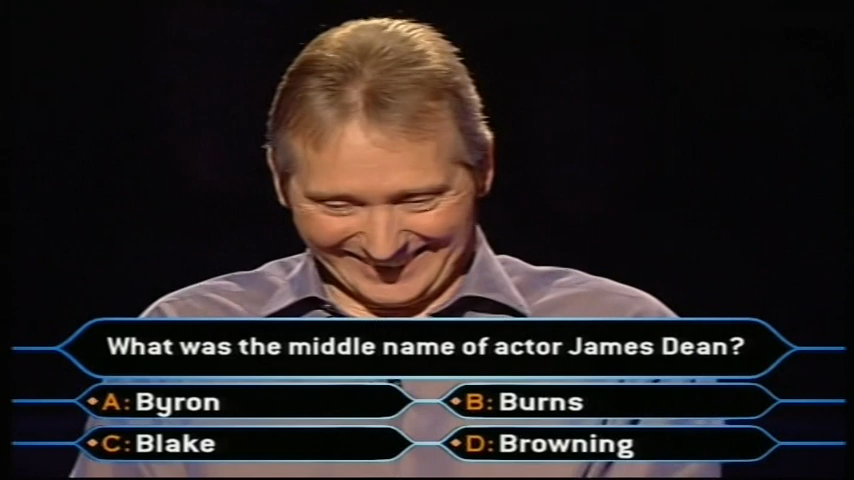 What was the middle name of actor James Dean?
A: Byron
B: Burns
C: Blake
D: Browning